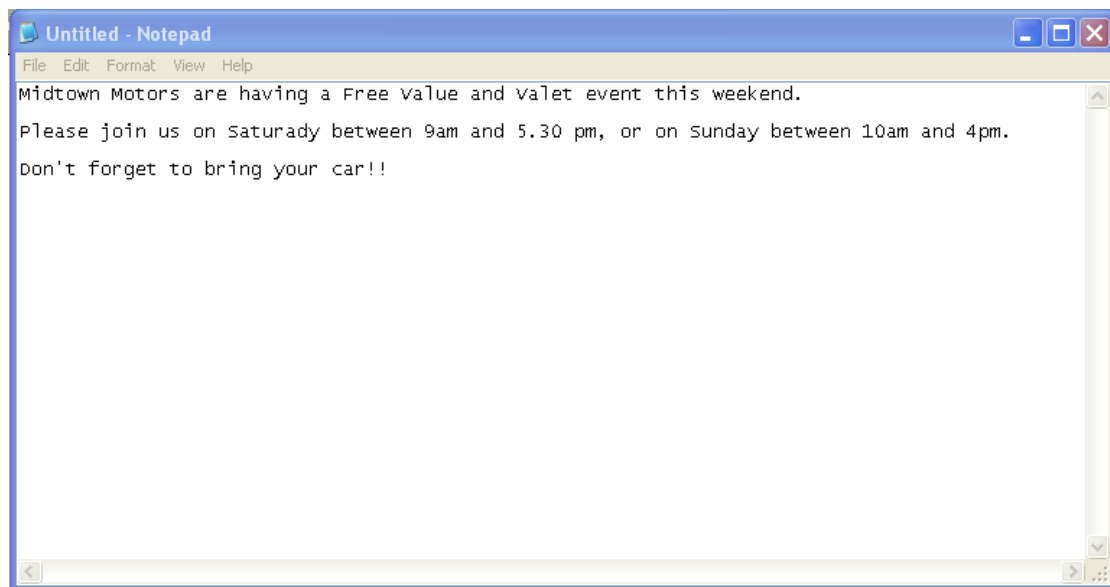 Untitled - Notepad
File Edit Format View Help
Midtown Motors are having a Free Value and Valet event this weekend.
Please join us on Saturady between 9am and 5.30 pm, or on Sunday between 10am and 4pm.
Don't forget to bring your car!!